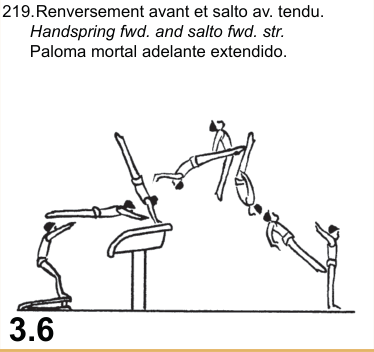 219.Renversement avant et salto av. tendu.
Handspring fwd. and salto fwd. str.
Paloma mortal adelante extendido.
3.6